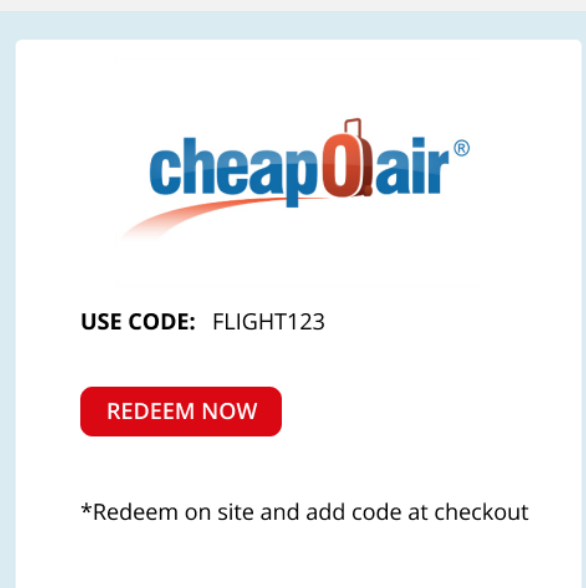 cheapOair®
USE CODE: FLIGHT123
REDEEM NOW
*Redeem on site and add code at checkout